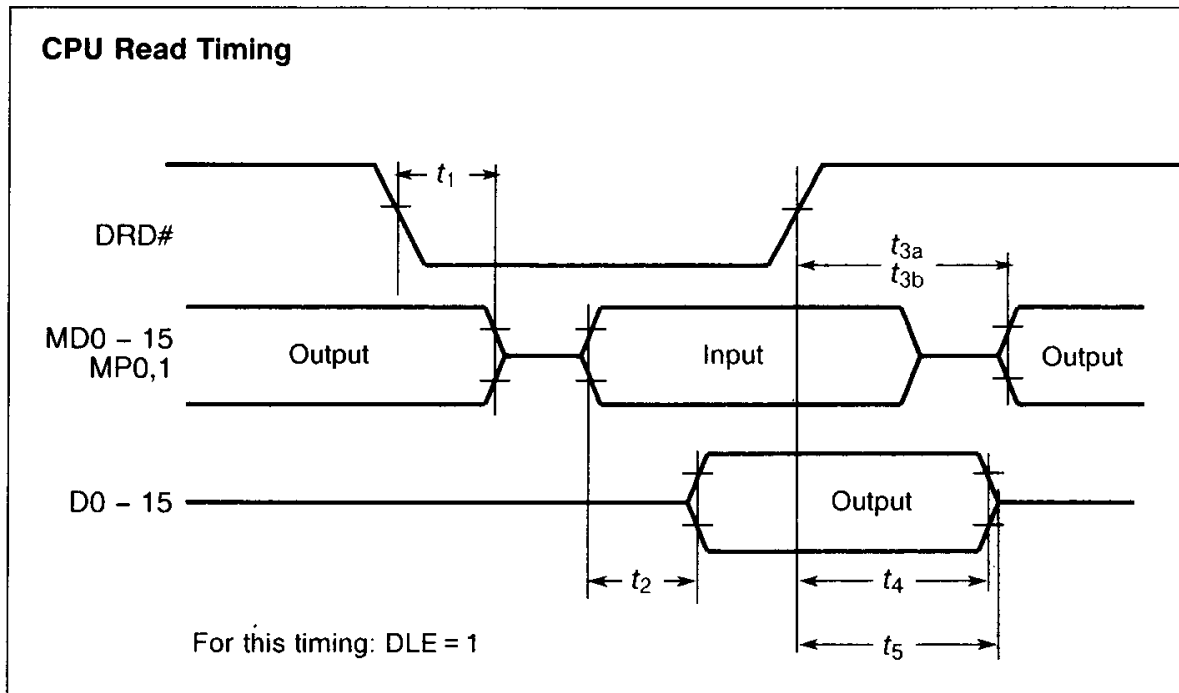 CPU Read Timing
t1
DRD#
t3a
t3b
MD0 – 15
MP0,1
Output
Input
Output
D0 – 15
Output
t2
t4
For this timing: DLE = 1
t5